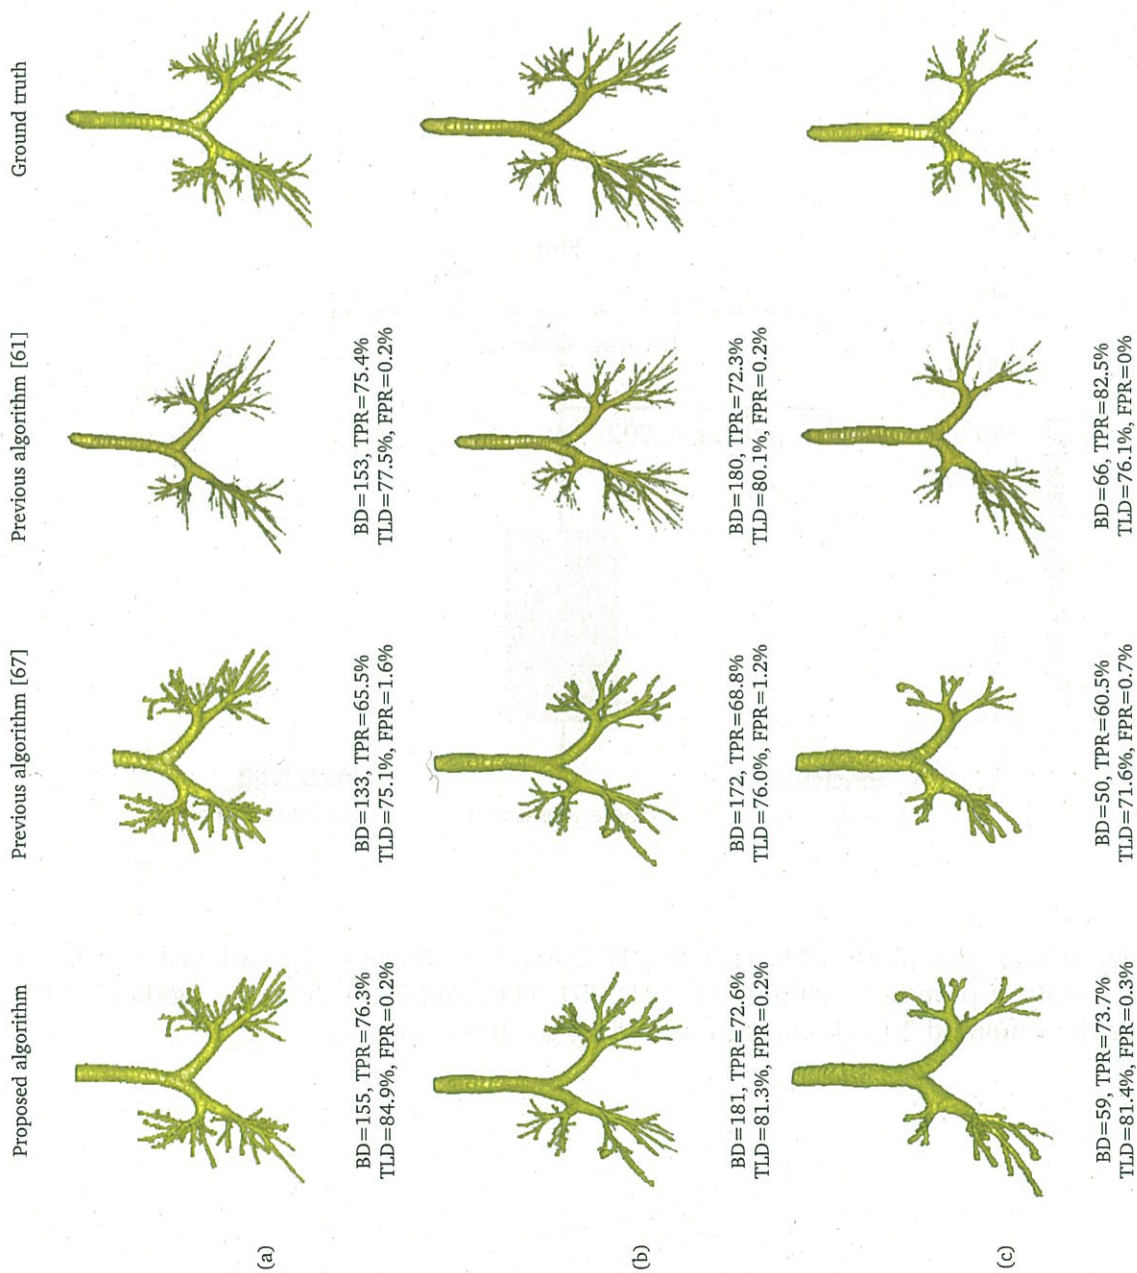 Proposed algorithm
Previous algorithm [67]
Previous algorithm [61]
Ground truth
(a)
BD=155, TPR=76.3%
TLD=84.9%, FPR=0.2%
BD=133, TPR=65.5%
TLD=75.1%, FPR=1.6%
BD=153, TPR=75.4%
TLD=77.5%, FPR=0.2%
(b)
BD=181, TPR=72.6%
TLD=81.3%, FPR=0.2%
BD=172, TPR=68.8%
TLD=76.0%, FPR=1.2%
BD=180, TPR=72.3%
TLD=80.1%, FPR=0.2%
(c)
BD=59, TPR=73.7%
TLD=81.4%, FPR=0.3%
BD=50, TPR=60.5%
TLD=71.6%, FPR=0.7%
BD=66, TPR=82.5%
TLD=76.1%, FPR=0%